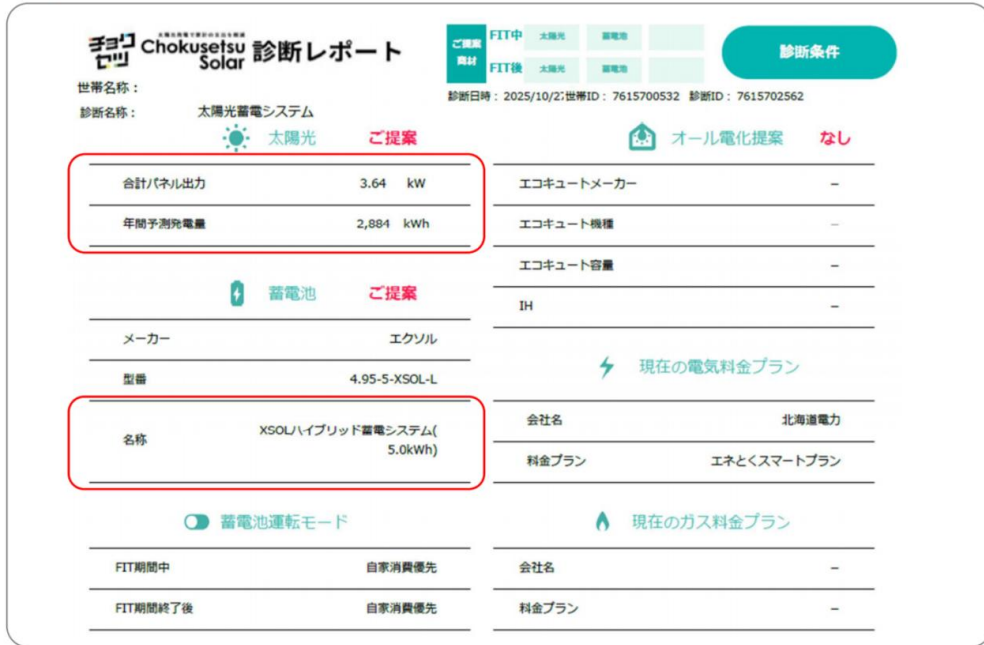 チョクセツ Chokusetsu Solar 診断レポート
ご提案商材
FIT中 太陽光 蓄電池
FIT後 太陽光 蓄電池
診断条件
世帯名称：
診断日時：2025/10/27世帯ID：7615700532 診断ID：7615702562
診断名称： 太陽光蓄電システム
太陽光 ご提案
合計パネル出力 3.64 kW
年間予測発電量 2,884 kWh
蓄電池 ご提案
メーカー エクソル
型番 4.95-5-XSOL-L
名称 XSOLハイブリッド蓄電システム(
5.0kWh)
蓄電池運転モード
FIT期間中 自家消費優先
FIT期間終了後 自家消費優先
オール電化提案 なし
エコキュートメーカー –
エコキュート機種 –
エコキュート容量 –
IH –
現在の電気料金プラン
会社名 北海道電力
料金プラン エネとくスマートプラン
現在のガス料金プラン
会社名 –
料金プラン –